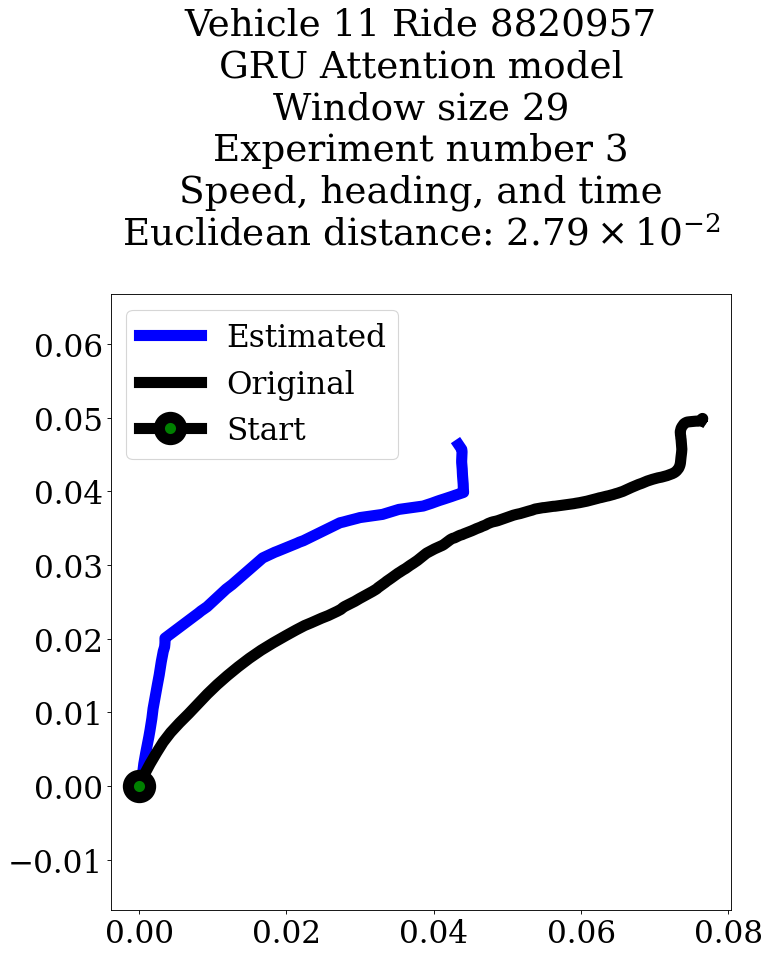 Vehicle 11 Ride 8820957
GRU Attention model
Window size 29
Experiment number 3
Speed, heading, and time
Euclidean distance: 2.79 × 10⁻²
Estimated
Original
Start
0.06
0.05
0.04
0.03
0.02
0.01
0.00
−0.01
0.00 0.02 0.04 0.06 0.08